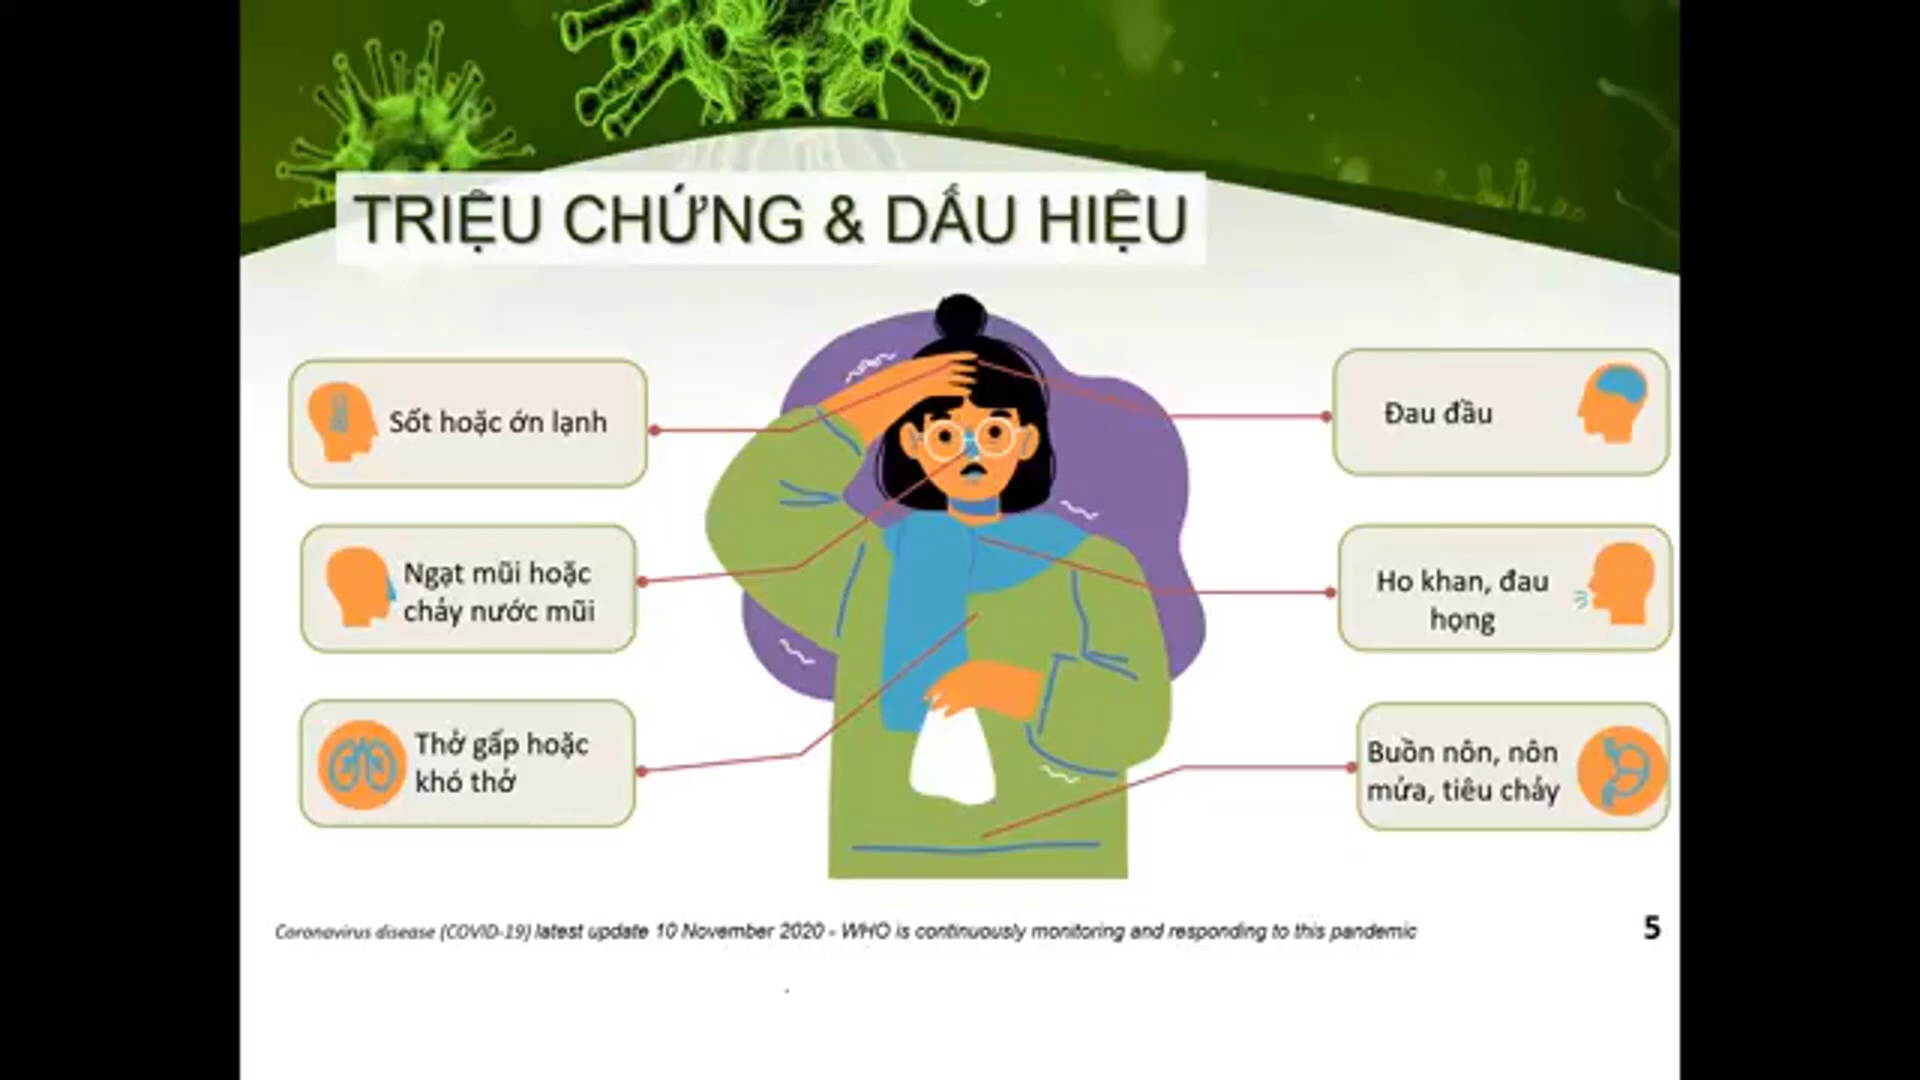 TRIỆU CHỨNG & DẤU HIỆU
Sốt hoặc ớn lạnh
Ngạt mũi hoặc
chảy nước mũi
Thở gấp hoặc
khó thở
Đau đầu
Ho khan, đau
họng
Buồn nôn, nôn
mửa, tiêu chảy
Coronavirus disease (COVID-19) latest update 10 November 2020 - WHO is continuously monitoring and responding to this pandemic
5